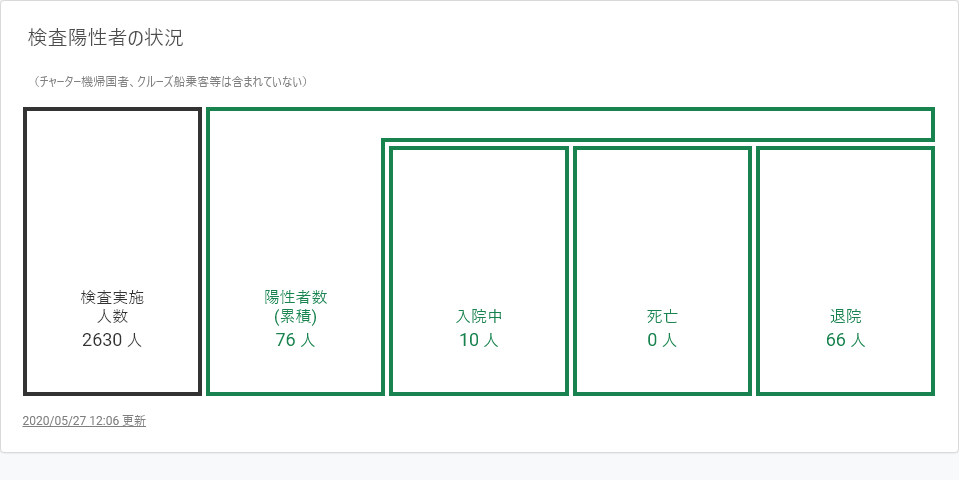 検査陽性者の状況
（チャーター機帰国者、クルーズ船乗客等は含まれていない）
検査実施
人数
2630 人
陽性者数
(累積)
76 人
入院中
10 人
死亡
0 人
退院
66 人
2020/05/27 12:06 更新